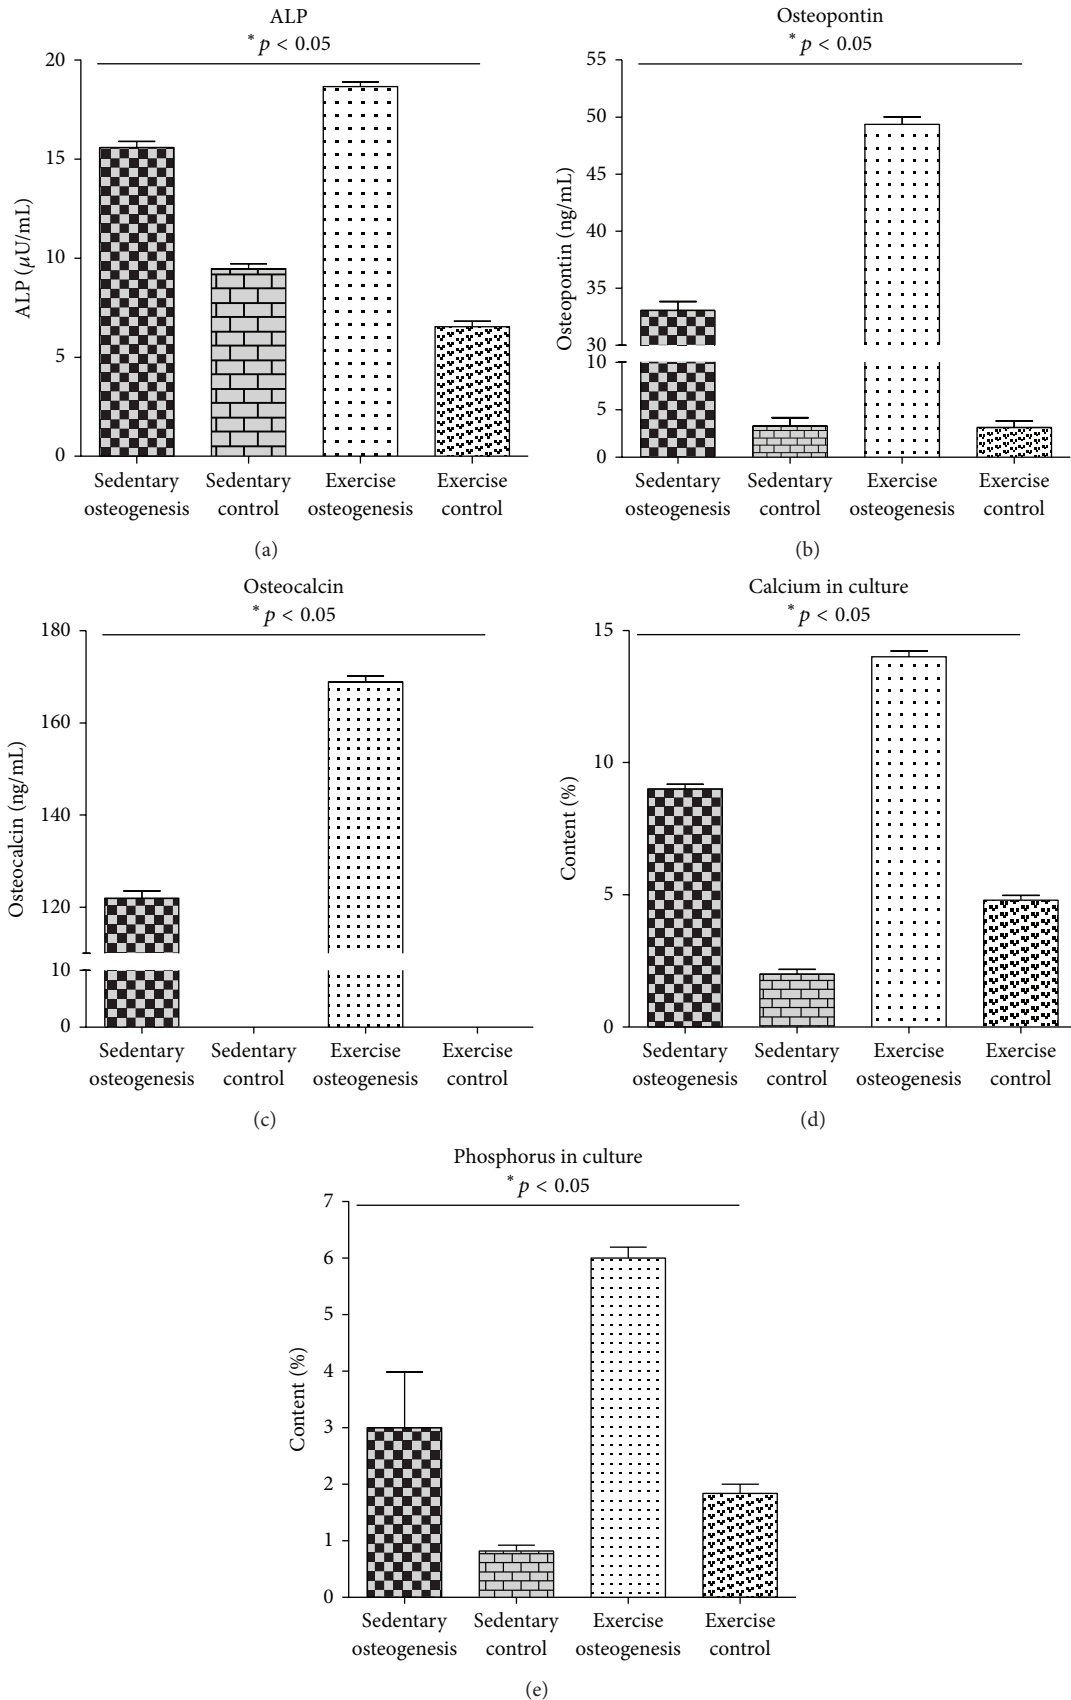 ALP
* p < 0.05
20
15
10
5
0
ALP (μU/mL)
Sedentary osteogenesis
Sedentary control
Exercise osteogenesis
Exercise control
(a)
Osteopontin
* p < 0.05
55
50
45
40
35
30
10
5
0
Osteopontin (ng/mL)
Sedentary osteogenesis
Sedentary control
Exercise osteogenesis
Exercise control
(b)
Osteocalcin
* p < 0.05
180
160
140
120
10
0
Osteocalcin (ng/mL)
Sedentary osteogenesis
Sedentary control
Exercise osteogenesis
Exercise control
(c)
Calcium in culture
* p < 0.05
15
10
5
0
Content (%)
Sedentary osteogenesis
Sedentary control
Exercise osteogenesis
Exercise control
(d)
Phosphorus in culture
* p < 0.05
7
6
5
4
3
2
1
0
Content (%)
Sedentary osteogenesis
Sedentary control
Exercise osteogenesis
Exercise control
(e)